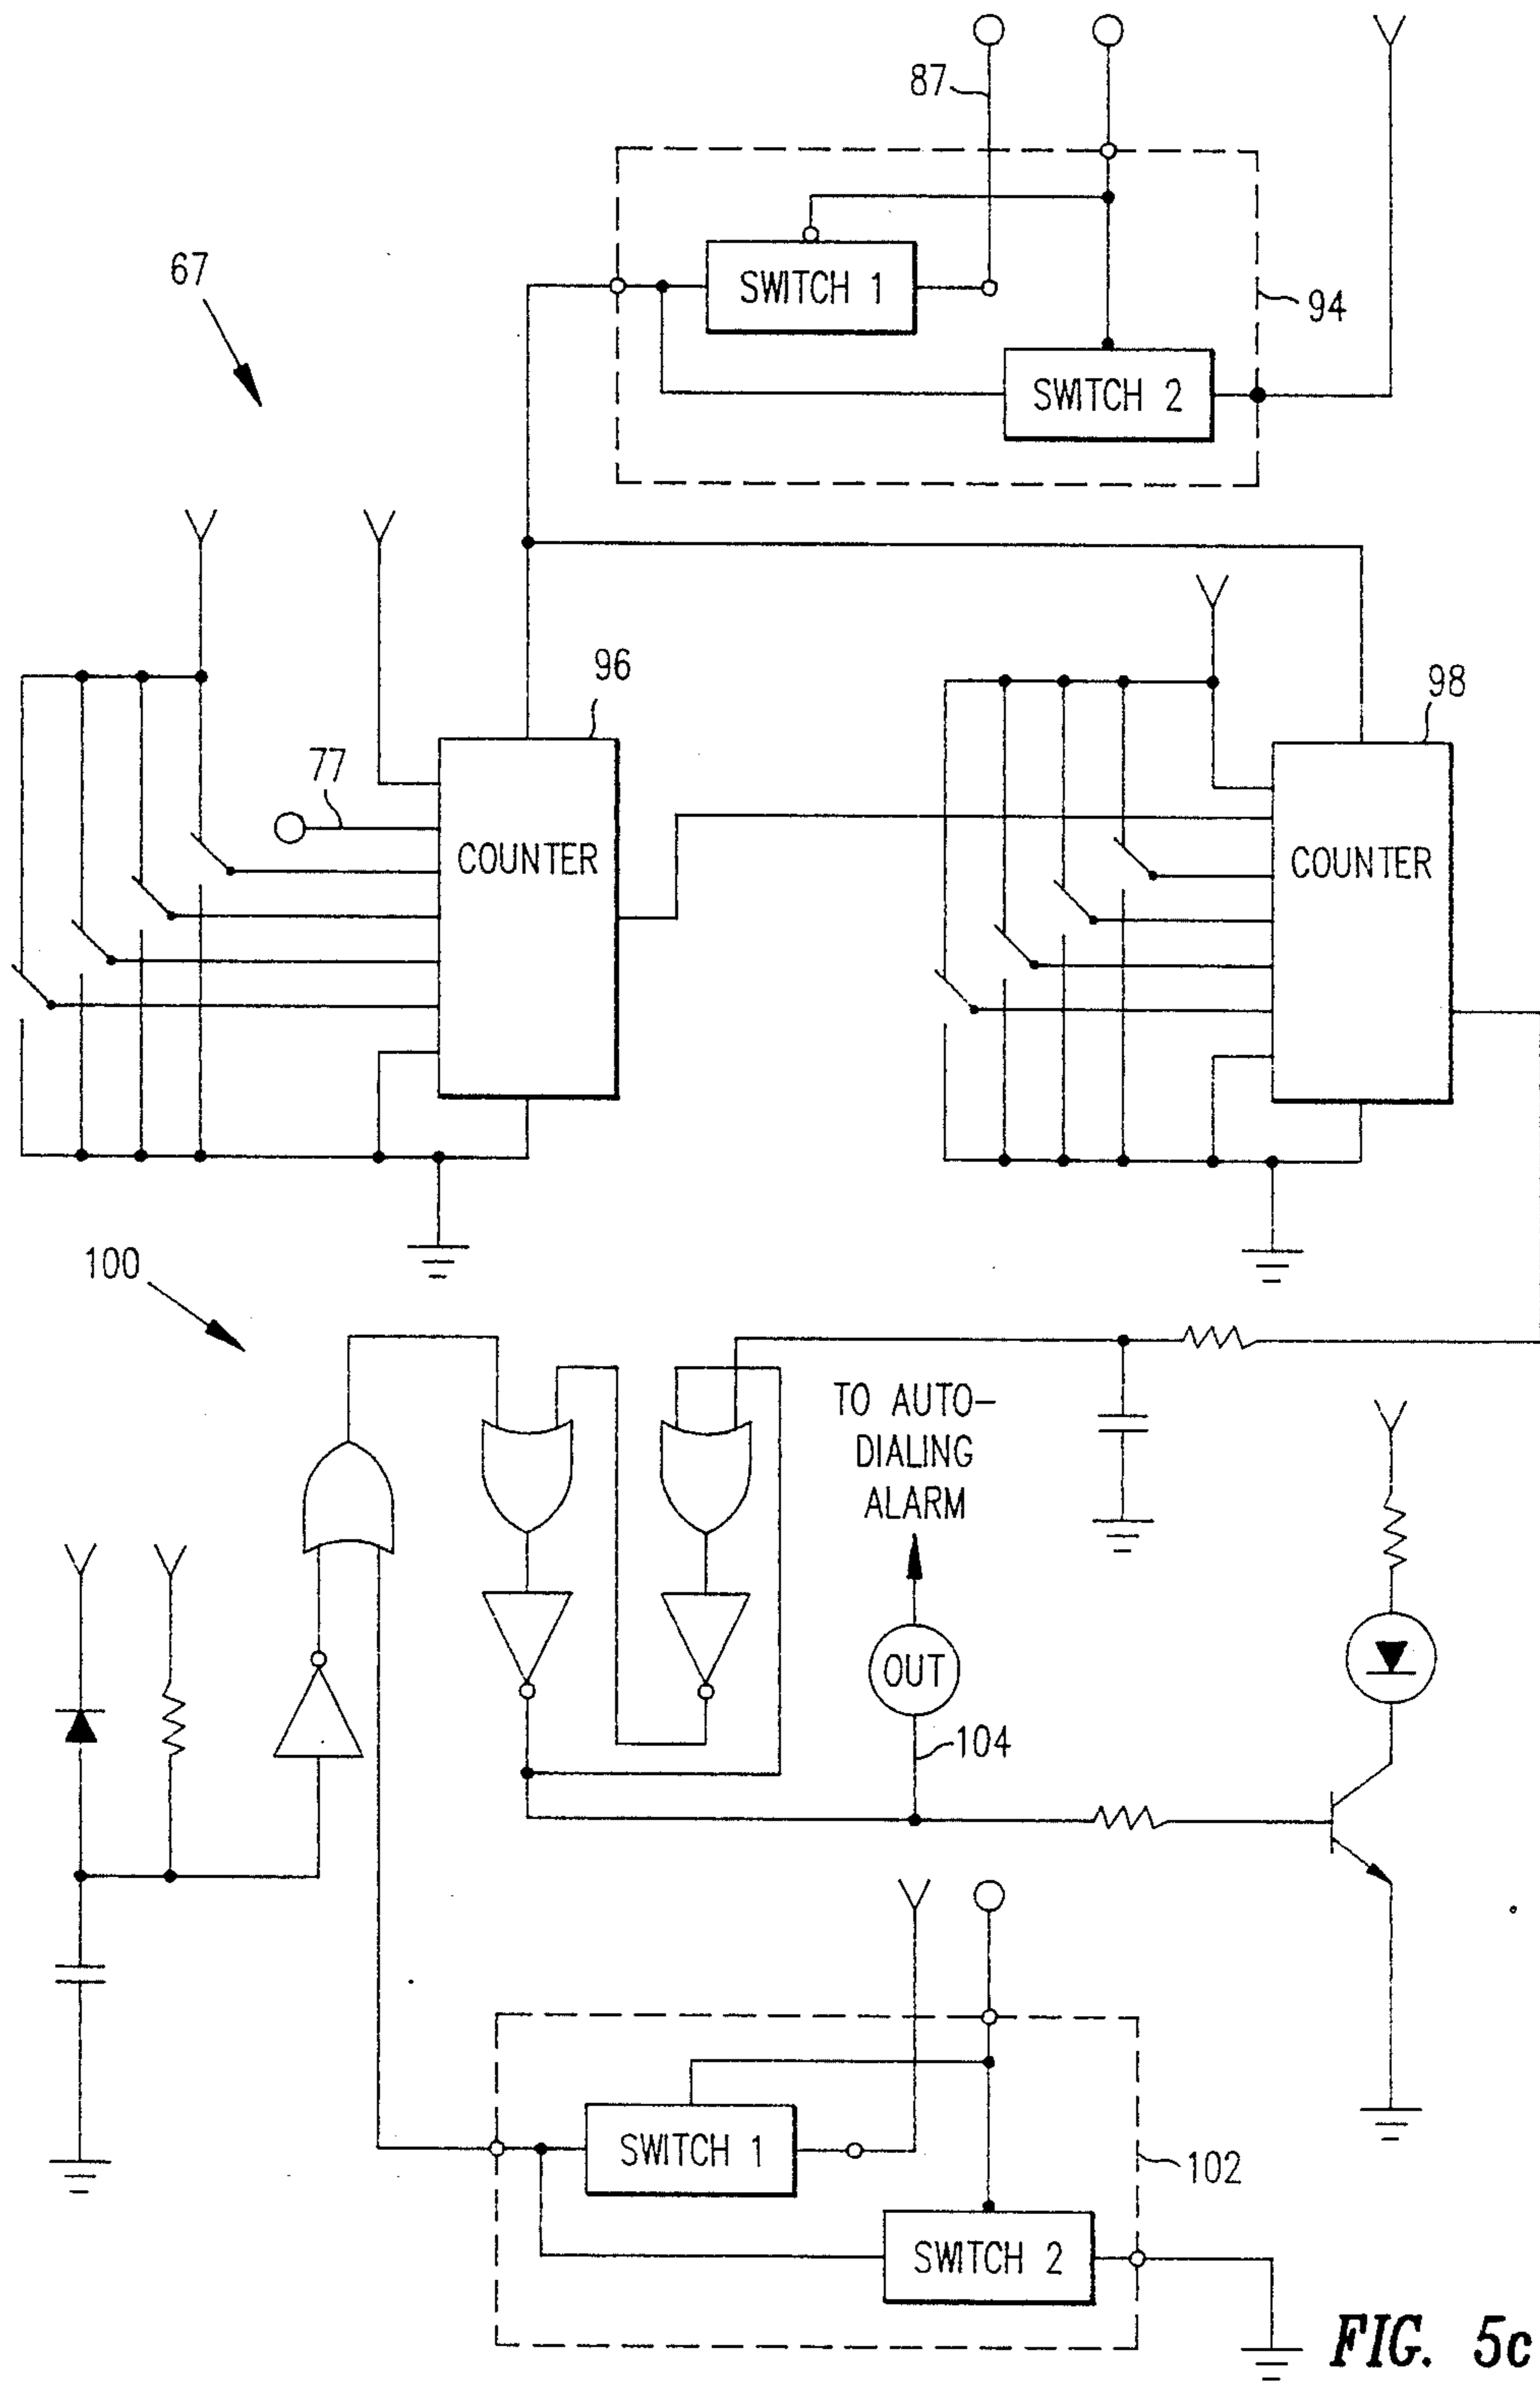 87
67
SWITCH 1
94
SWITCH 2
96
98
77
COUNTER
COUNTER
100
TO AUTO-
DIALING
ALARM
OUT
104
SWITCH 1
102
SWITCH 2
FIG. 5c